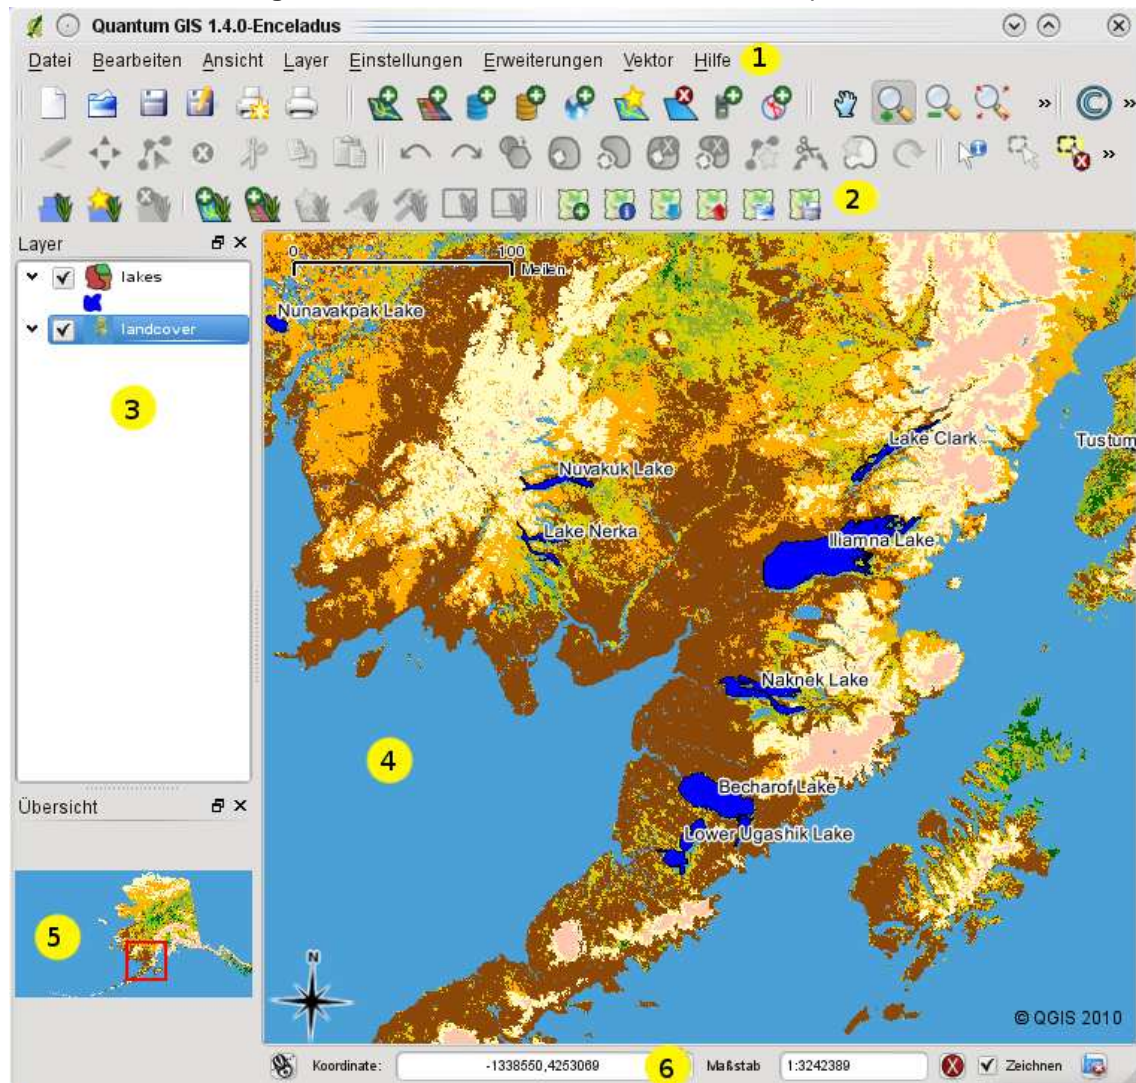 Quantum GIS 1.4.0-Enceladus
Datei Bearbeiten Ansicht Layer Einstellungen Erweiterungen Vektor Hilfe 1
» © »
»
2
Layer
lakes
landcover
3
0 100
Meilen
Nunavakpak Lake
Lake Clark
Tustum
Nuvakuk Lake
Lake Nerka
Iliamna Lake
Naknek Lake
4
Becharof Lake
Lower Ugashik Lake
Übersicht
5
N
© QGIS 2010
Koordinate: -1338550,4253069 6 Maßstab 1:3242389 Zeichnen